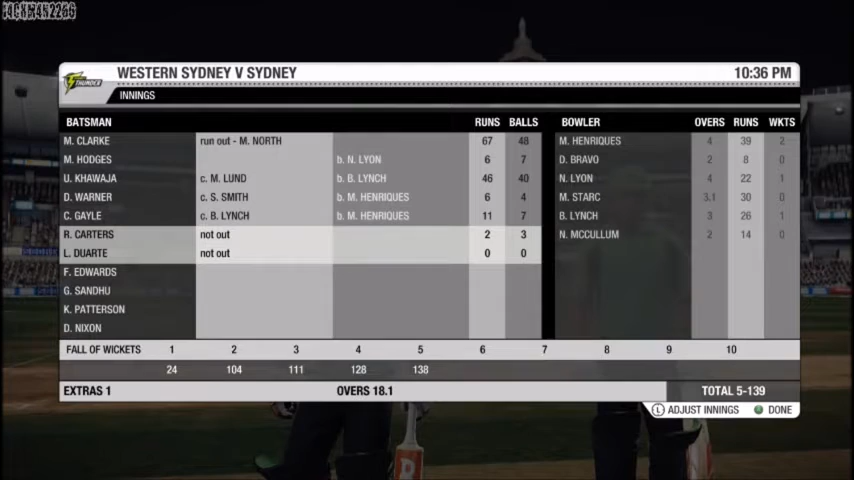 JACKMAN2266
THUNDER
WESTERN SYDNEY V SYDNEY 10:36 PM
INNINGS
BATSMAN RUNS BALLS BOWLER OVERS RUNS WKTS
M. CLARKE run out - M. NORTH 67 48 M. HENRIQUES 4 39 2
M. HODGES b. N. LYON 6 7 D. BRAVO 2 8 0
U. KHAWAJA c. M. LUND b. B. LYNCH 46 40 N. LYON 4 22 1
D. WARNER c. S. SMITH b. M. HENRIQUES 6 4 M. STARC 3.1 30 0
C. GAYLE c. B. LYNCH b. M. HENRIQUES 11 7 B. LYNCH 3 26 1
R. CARTERS not out 2 3 N. MCCULLUM 2 14 0
L. DUARTE not out 0 0
F. EDWARDS
G. SANDHU
K. PATTERSON
D. NIXON
FALL OF WICKETS 1 2 3 4 5 6 7 8 9 10
24 104 111 128 138
EXTRAS 1 OVERS 18.1 TOTAL 5-139
L ADJUST INNINGS DONE